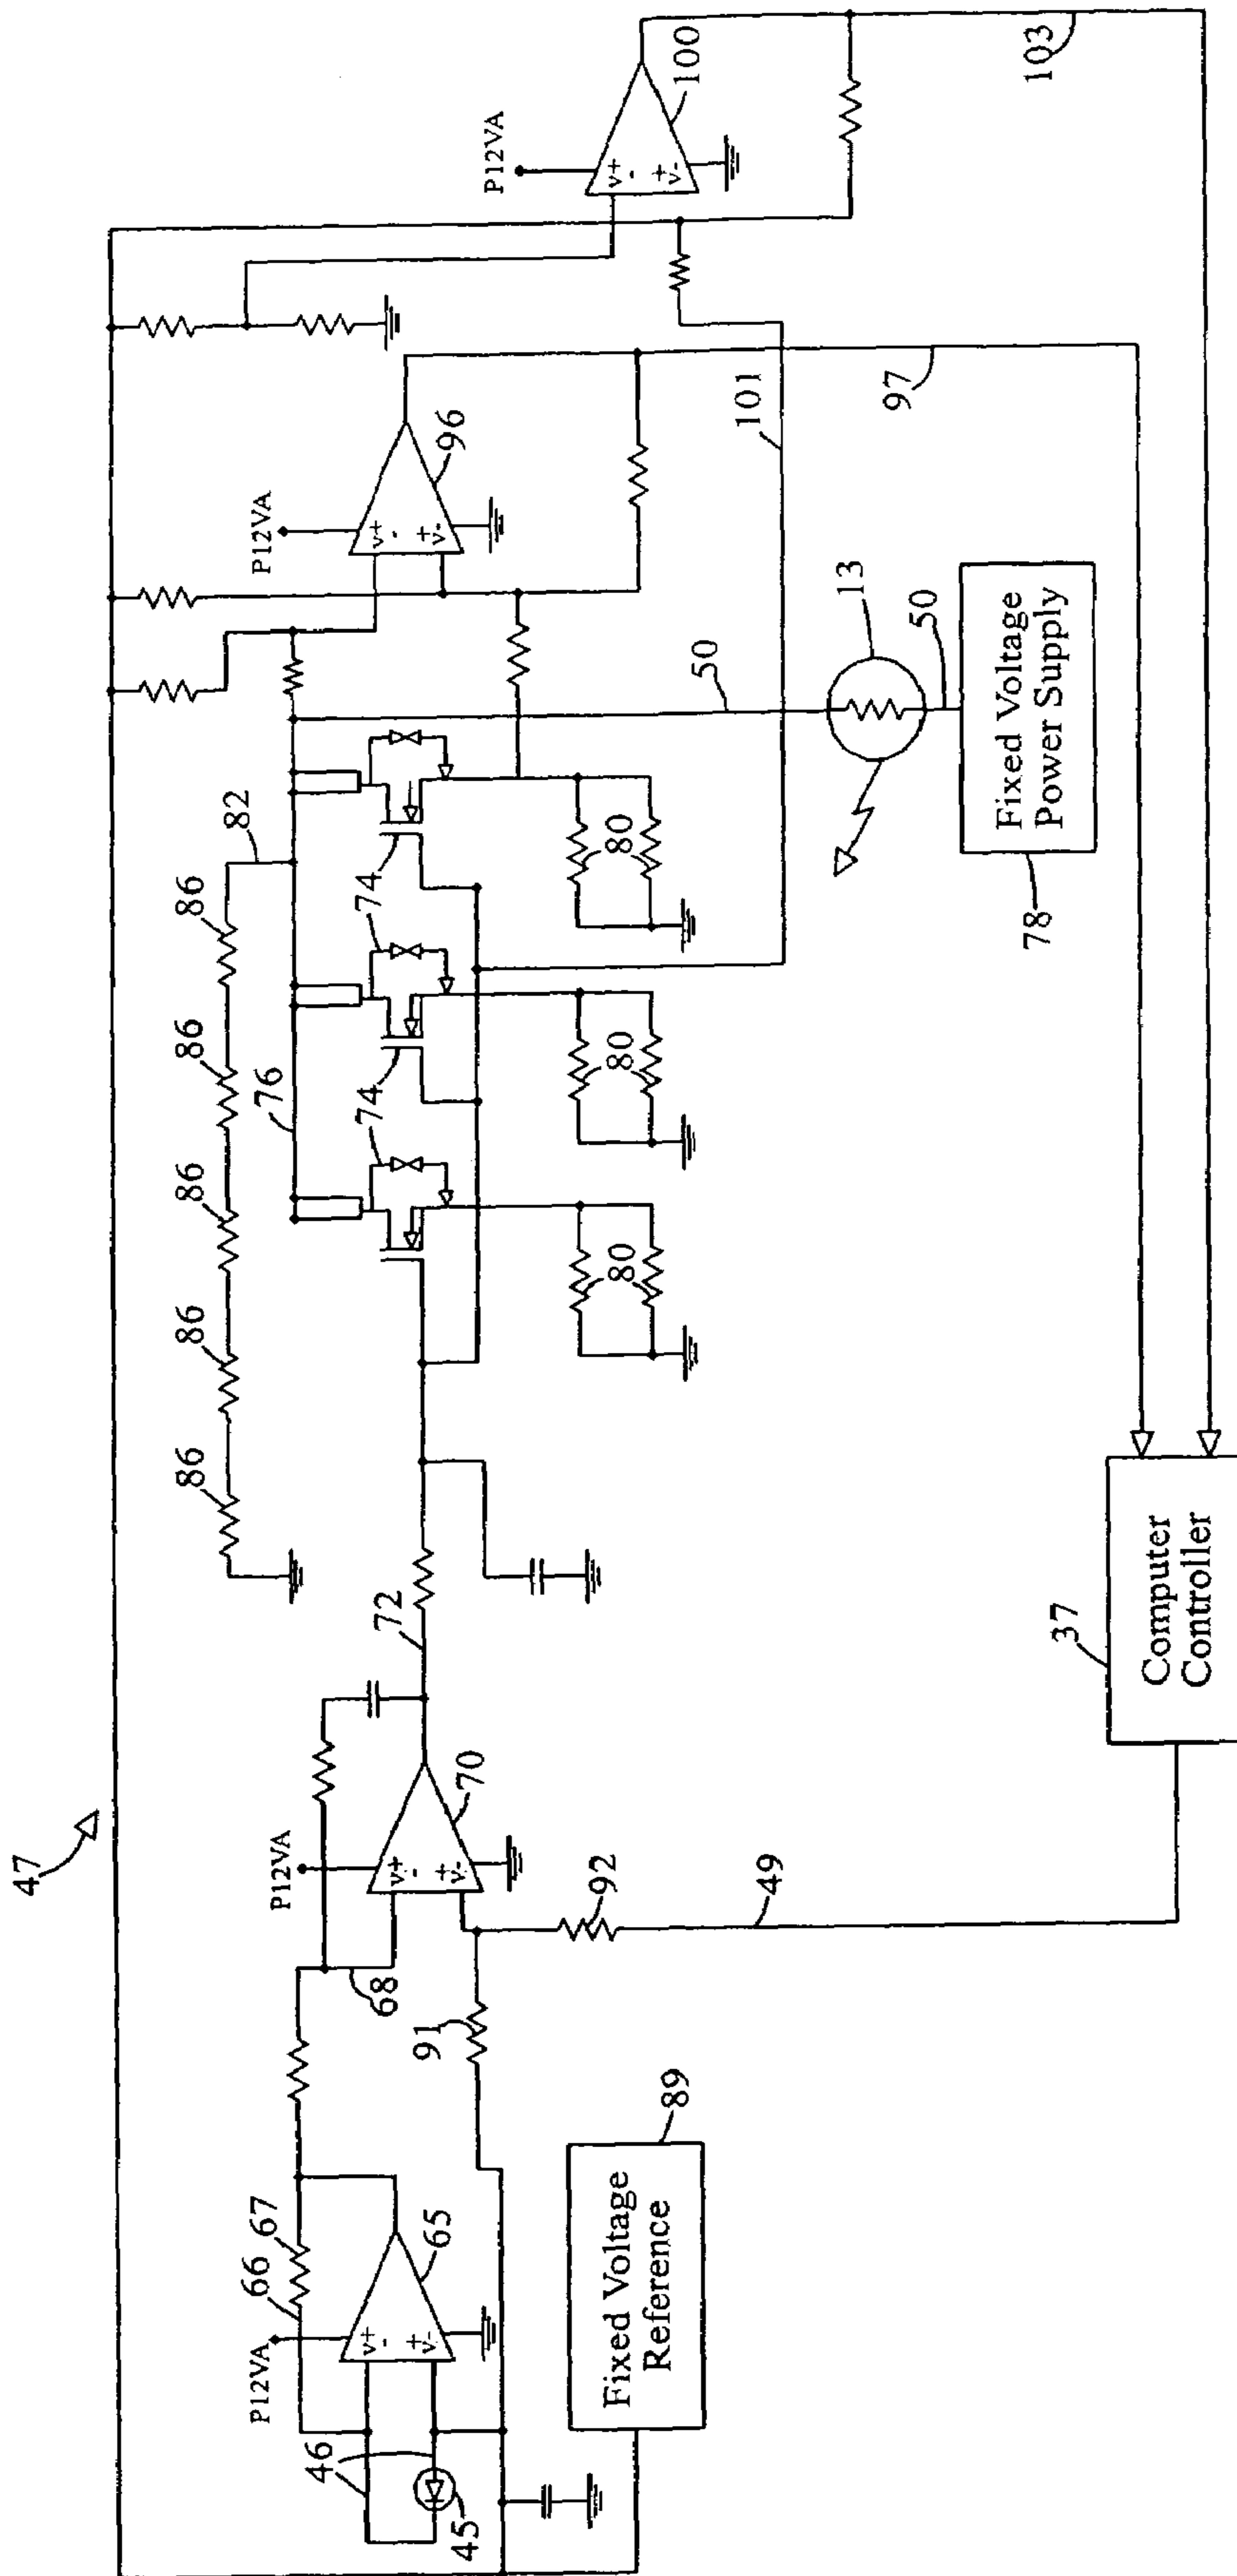 47
86
86
86
86
86
82
76
P12VA
66
67
P12VA
P12VA
P12VA
46
45
v+
-
+
v-
65
68
v+
-
+
v-
70
72
74
74
74
v+
-
+
v-
96
91
92
80
80
80
v+
-
+
v-
100
89
Fixed Voltage
Reference
49
50
101
13
50
97
103
78
Fixed Voltage
Power Supply
37
Computer
Controller